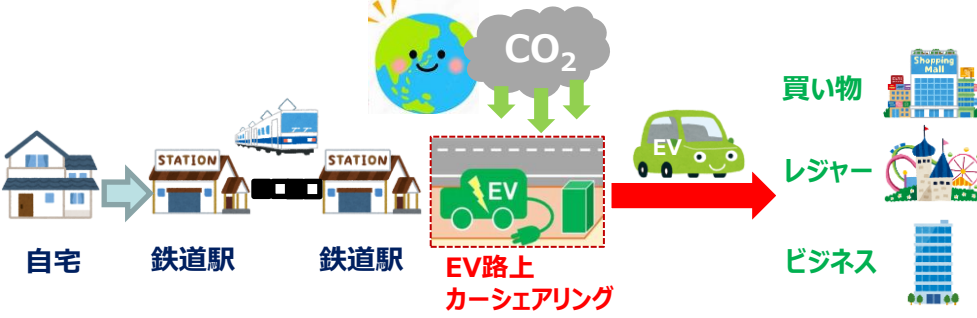 CO2
買い物
Shopping
Mall
STATION
STATION
EV
EV
レジャー
自宅
鉄道駅
鉄道駅
EV路上
カーシェアリング
ビジネス